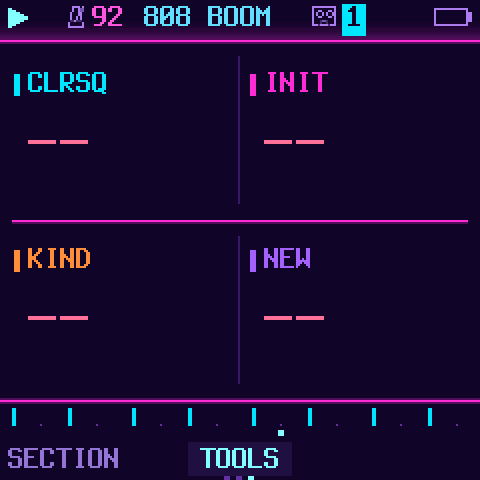 92 808 BOOM 1
CLRSQ INIT
-- --
KIND NEW
-- --
SECTION TOOLS